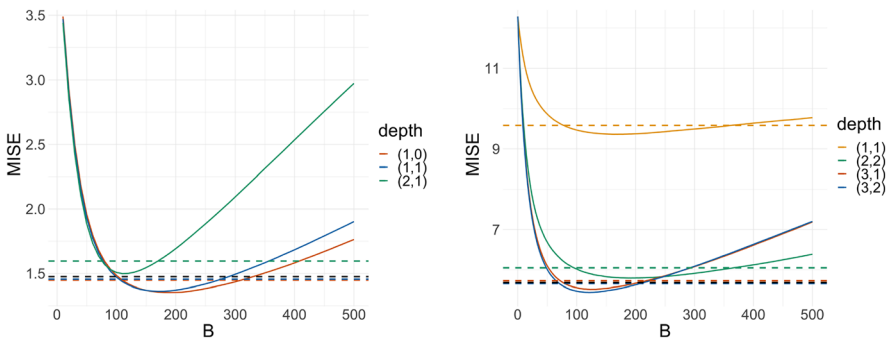 3.5
3.0
2.5
2.0
1.5
MISE
0 100 200 300 400 500
B
depth
(1,0)
(1,1)
(2,1)
11
9
7
MISE
0 100 200 300 400 500
B
depth
(1,1)
(2,2)
(3,1)
(3,2)